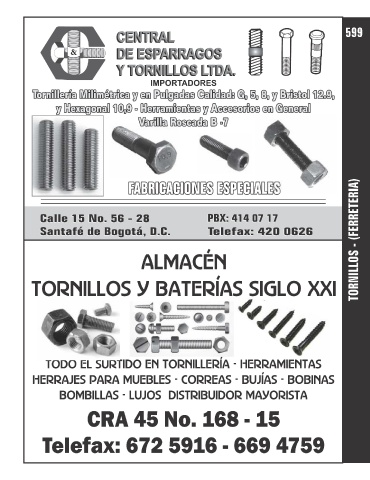 599
CENTRAL
DE ESPARRAGOS
Y TORNILLOS LTDA.
IMPORTADORES
Tornillería Milimétrica y en Pulgadas Calidad: G, 5, 8, y Bristol 12.9,
y Hexagonal 10,9 - Herramientas y Accesorios en General
Varilla Roscada B -7
FABRICACIONES ESPECIALES
Calle 15 No. 56 - 28
Santafé de Bogotá, D.C.
PBX: 414 07 17
Telefax: 420 0626
TORNILLOS - (FERRETERIA)
ALMACÉN
TORNILLOS Y BATERÍAS SIGLO XXI
TODO EL SURTIDO EN TORNILLERÍA · HERRAMIENTAS
HERRAJES PARA MUEBLES · CORREAS · BUJÍAS · BOBINAS
BOMBILLAS · LUJOS DISTRIBUIDOR MAYORISTA
CRA 45 No. 168 - 15
Telefax: 672 5916 - 669 4759